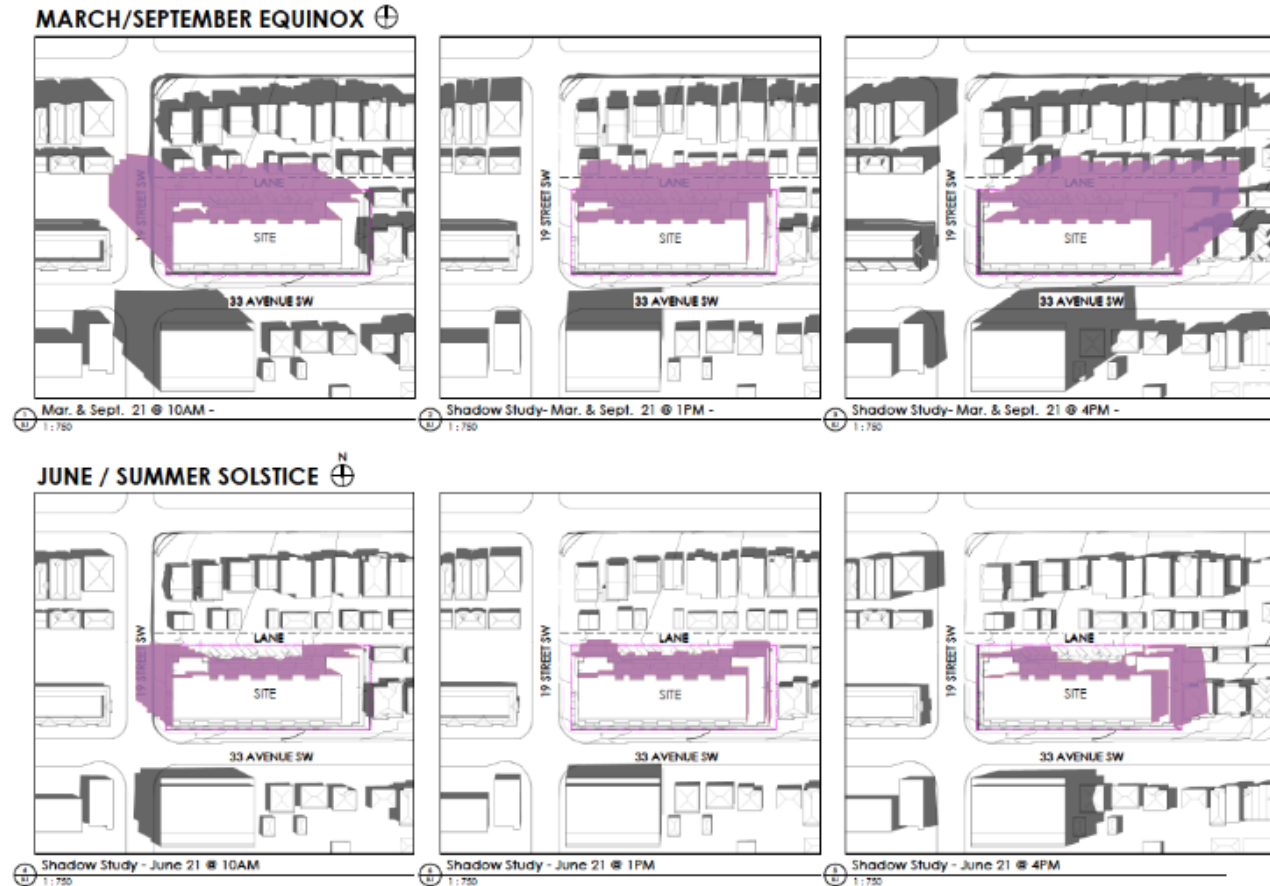 MARCH/SEPTEMBER EQUINOX
19 STREET SW
LANE
SITE
33 AVENUE SW
1 Mar. & Sept. 21 @ 10AM -
1 : 750
19 STREET SW
LANE
SITE
33 AVENUE SW
2 Shadow Study- Mar. & Sept. 21 @ 1PM -
1 : 750
19 STREET SW
LANE
SITE
33 AVENUE SW
3 Shadow Study- Mar. & Sept. 21 @ 4PM -
1 : 750
JUNE / SUMMER SOLSTICE
N
19 STREET SW
LANE
SITE
33 AVENUE SW
4 Shadow Study - June 21 @ 10AM
1 : 750
19 STREET SW
LANE
SITE
33 AVENUE SW
Shadow Study - June 21 @ 1PM
1 : 750
19 STREET SW
LANE
SITE
33 AVENUE SW
Shadow Study - June 21 @ 4PM
1 : 750